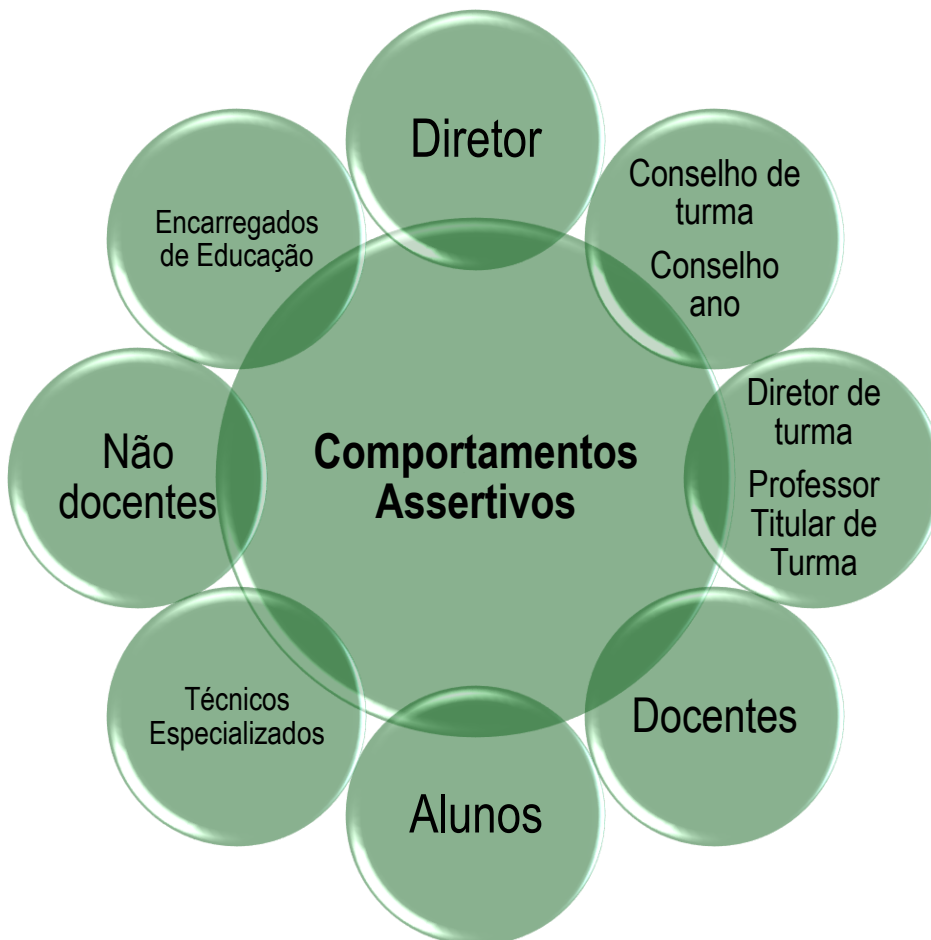 Diretor
Conselho de
turma
Conselho
ano
Diretor de
turma
Professor
Titular de
Turma
Docentes
Alunos
Técnicos
Especializados
Não
docentes
Encarregados
de Educação
Comportamentos
Assertivos